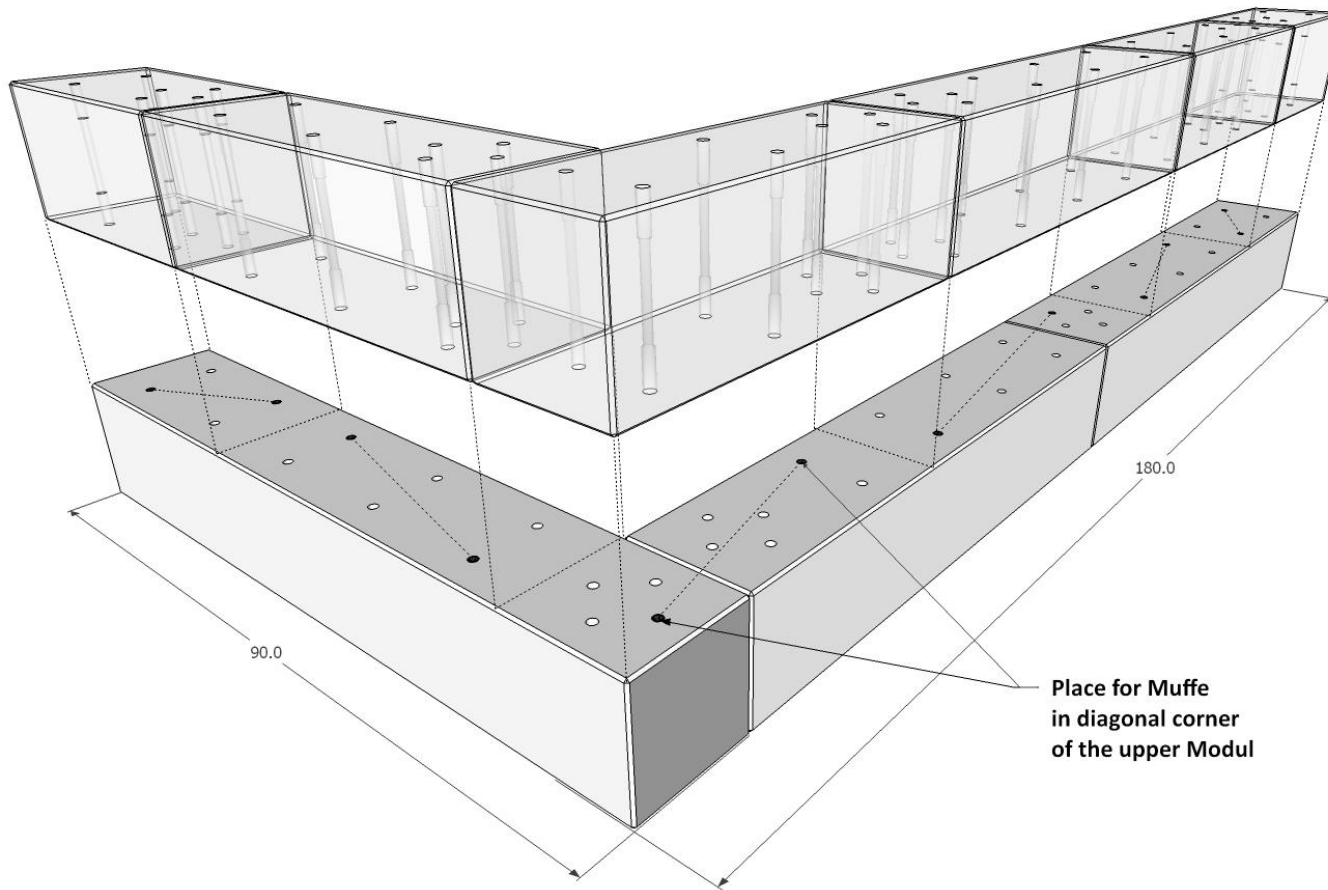 180.0
90.0
Place for Muffe
in diagonal corner
of the upper Modul